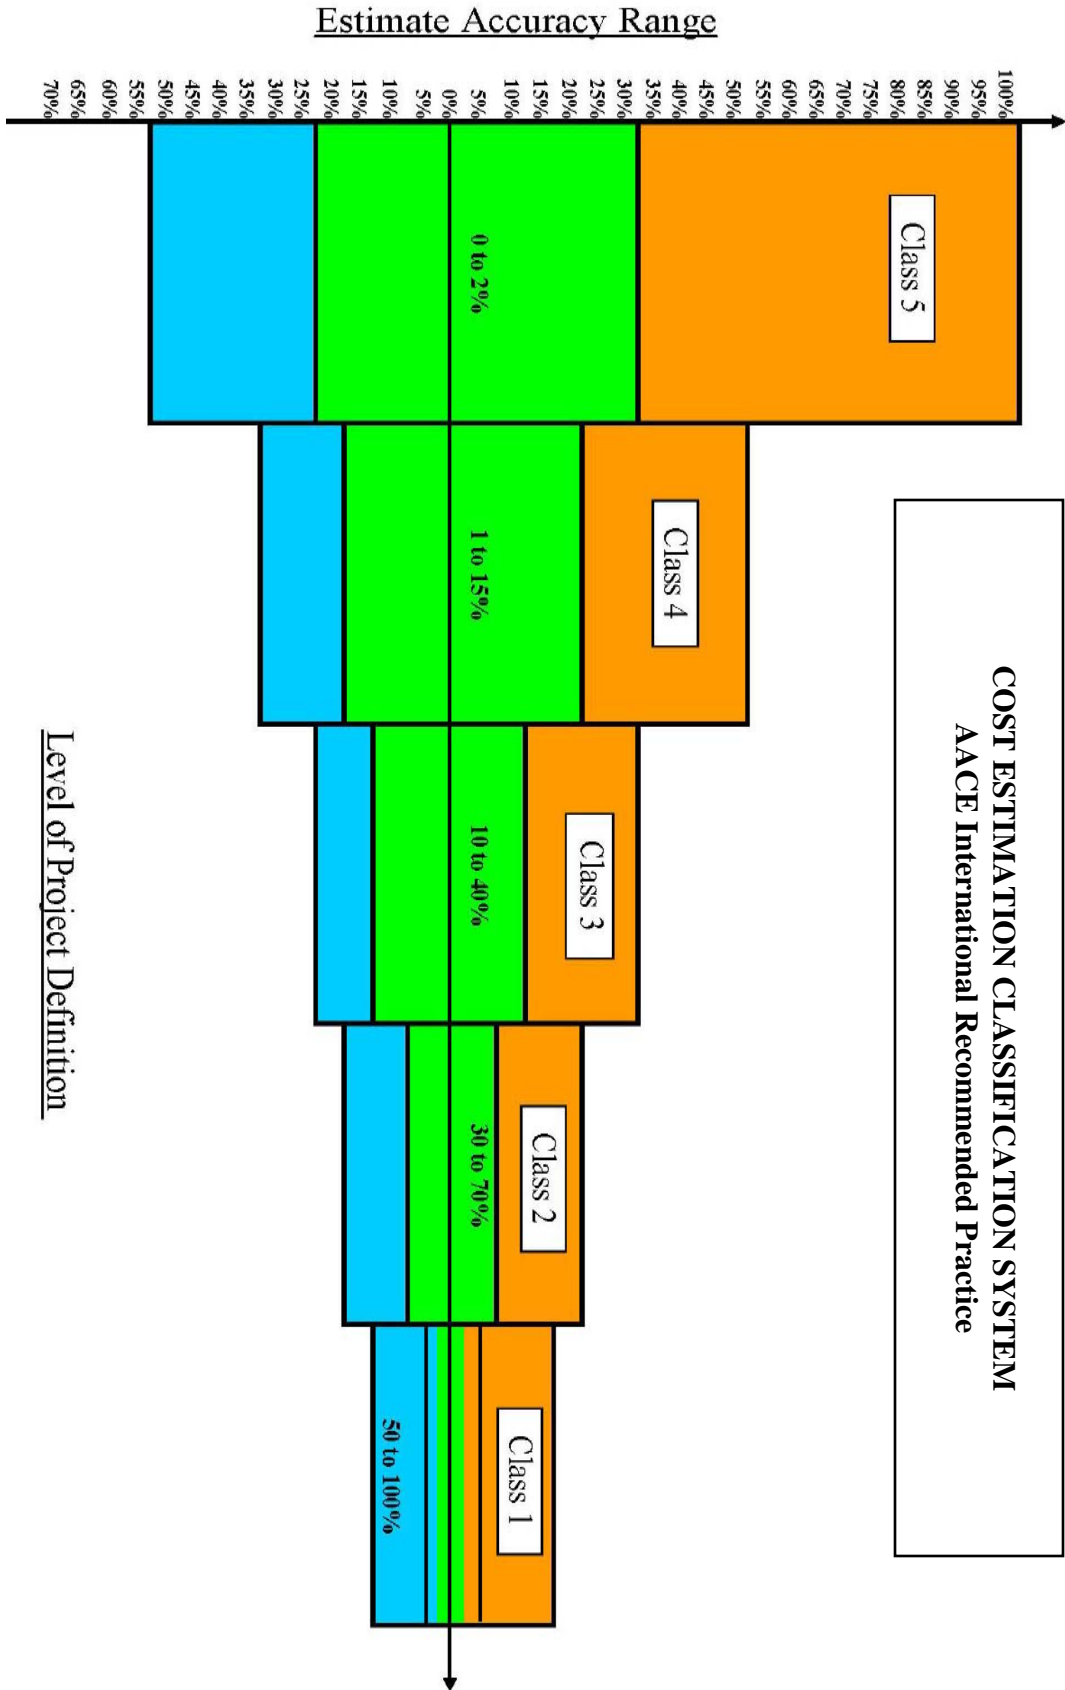 COST ESTIMATION CLASSIFICATION SYSTEM
AACE International Recommended Practice
Estimate Accuracy Range
100%
95%
90%
85%
80%
75%
70%
65%
60%
55%
50%
45%
40%
35%
30%
25%
20%
15%
10%
5%
0%
5%
10%
15%
20%
25%
30%
35%
40%
45%
50%
55%
60%
65%
70%
Class 5
0 to 2%
Class 4
1 to 15%
Class 3
10 to 40%
Class 2
30 to 70%
Class 1
50 to 100%
Level of Project Definition